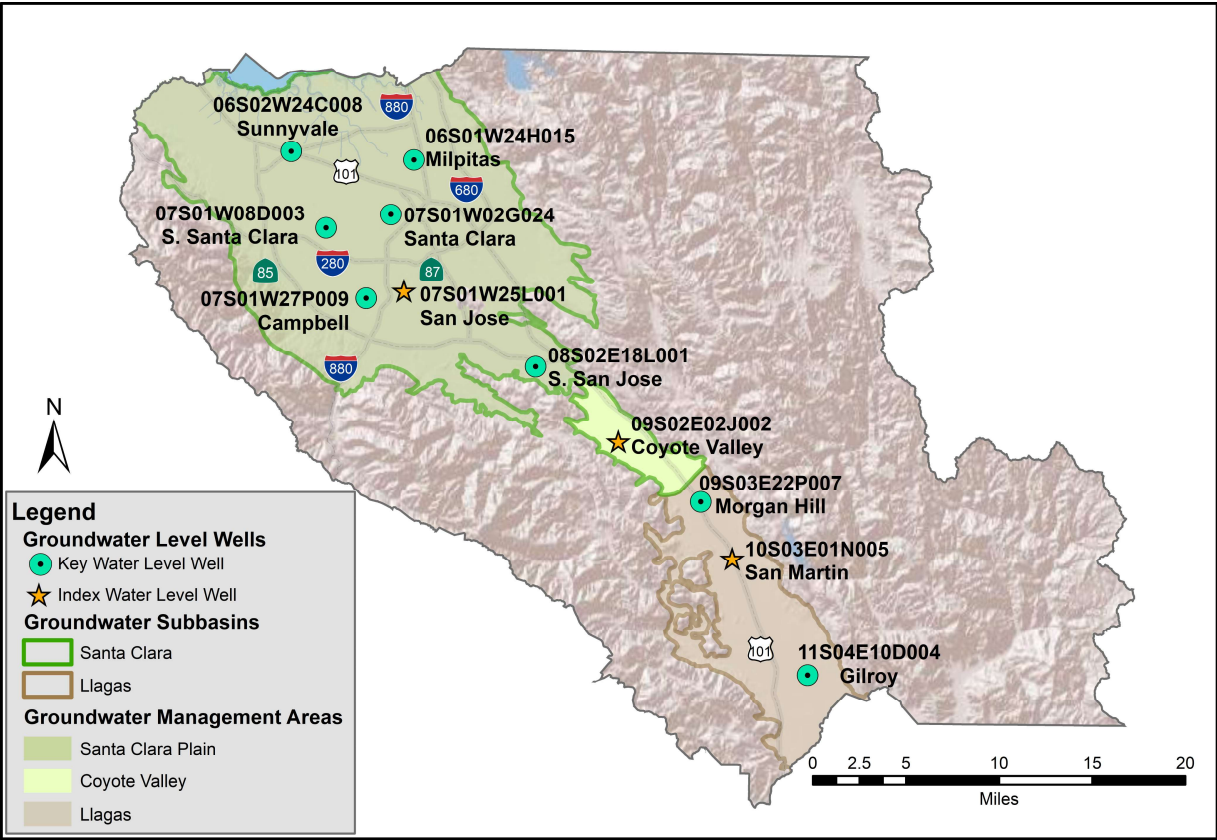 06S02W24C008
Sunnyvale
880
06S01W24H015
Milpitas
101
680
07S01W08D003
S. Santa Clara
07S01W02G024
Santa Clara
280
85
87
07S01W27P009
Campbell
07S01W25L001
San Jose
880
08S02E18L001
S. San Jose
N
09S02E02J002
Coyote Valley
09S03E22P007
Morgan Hill
10S03E01N005
San Martin
101
11S04E10D004
Gilroy
Legend
Groundwater Level Wells
Key Water Level Well
Index Water Level Well
Groundwater Subbasins
Santa Clara
Llagas
Groundwater Management Areas
Santa Clara Plain
Coyote Valley
Llagas
0 2.5 5 10 15 20
Miles